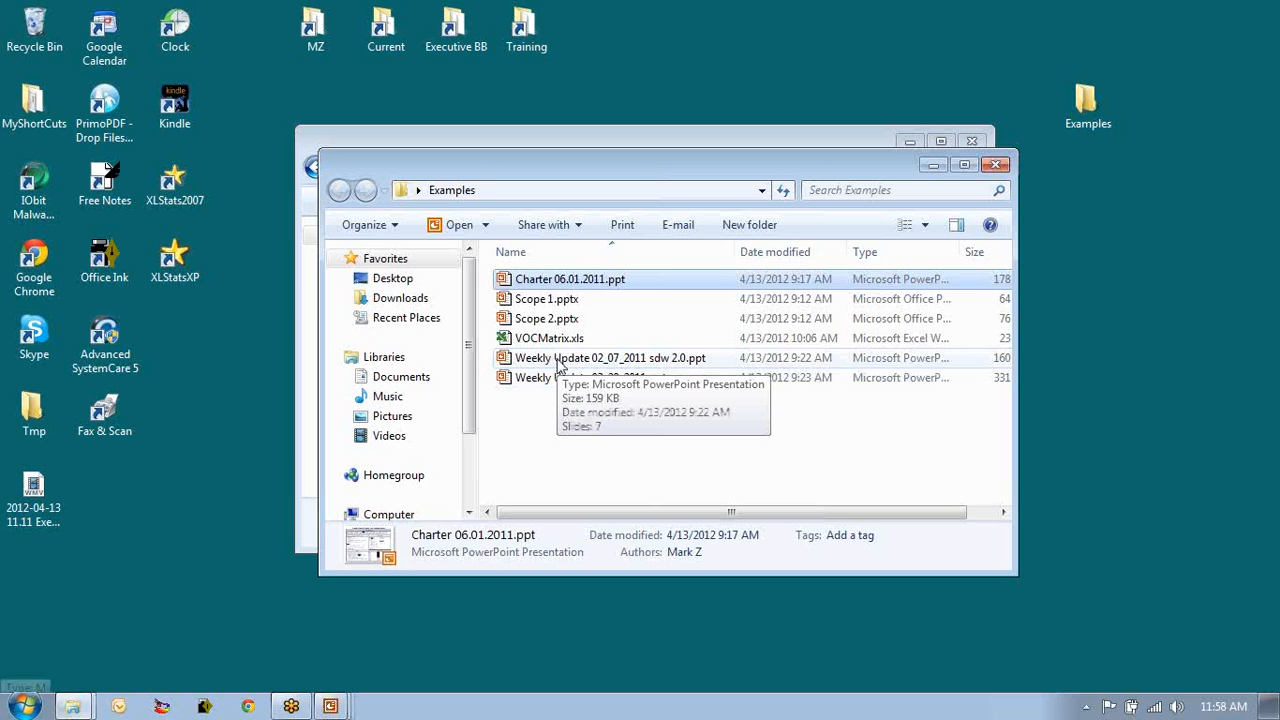 Recycle Bin
Google
Calendar
Clock
MZ
Current
Executive BB
Training
MyShortCuts
PrimoPDF -
Drop Files...
kindle
Kindle
Examples
IObit
Malwa...
Free Notes
XLStats2007
Google
Chrome
Office Ink
XLStatsXP
Skype
Advanced
SystemCare 5
Tmp
Fax & Scan
WMV
2012-04-13
11.11 Exe...
Examples
Search Examples
Organize
Open
Share with
Print
E-mail
New folder
Name
Date modified
Type
Size
Favorites
Desktop
Downloads
Recent Places
Libraries
Documents
Music
Pictures
Videos
Homegroup
Computer
Charter 06.01.2011.ppt 4/13/2012 9:17 AM Microsoft PowerP... 178
Scope 1.pptx 4/13/2012 9:12 AM Microsoft Office P... 64
Scope 2.pptx 4/13/2012 9:12 AM Microsoft Office P... 76
VOCMatrix.xls 4/13/2012 10:06 AM Microsoft Excel W... 23
Weekly Update 02_07_2011 sdw 2.0.ppt 4/13/2012 9:22 AM Microsoft PowerP... 160
Weekly 4/13/2012 9:23 AM Microsoft PowerP... 331
Type: Microsoft PowerPoint Presentation
Size: 159 KB
Date modified: 4/13/2012 9:22 AM
Slides: 7
Charter 06.01.2011.ppt Date modified: 4/13/2012 9:17 AM Tags: Add a tag
Microsoft PowerPoint Presentation Authors: Mark Z
11:58 AM